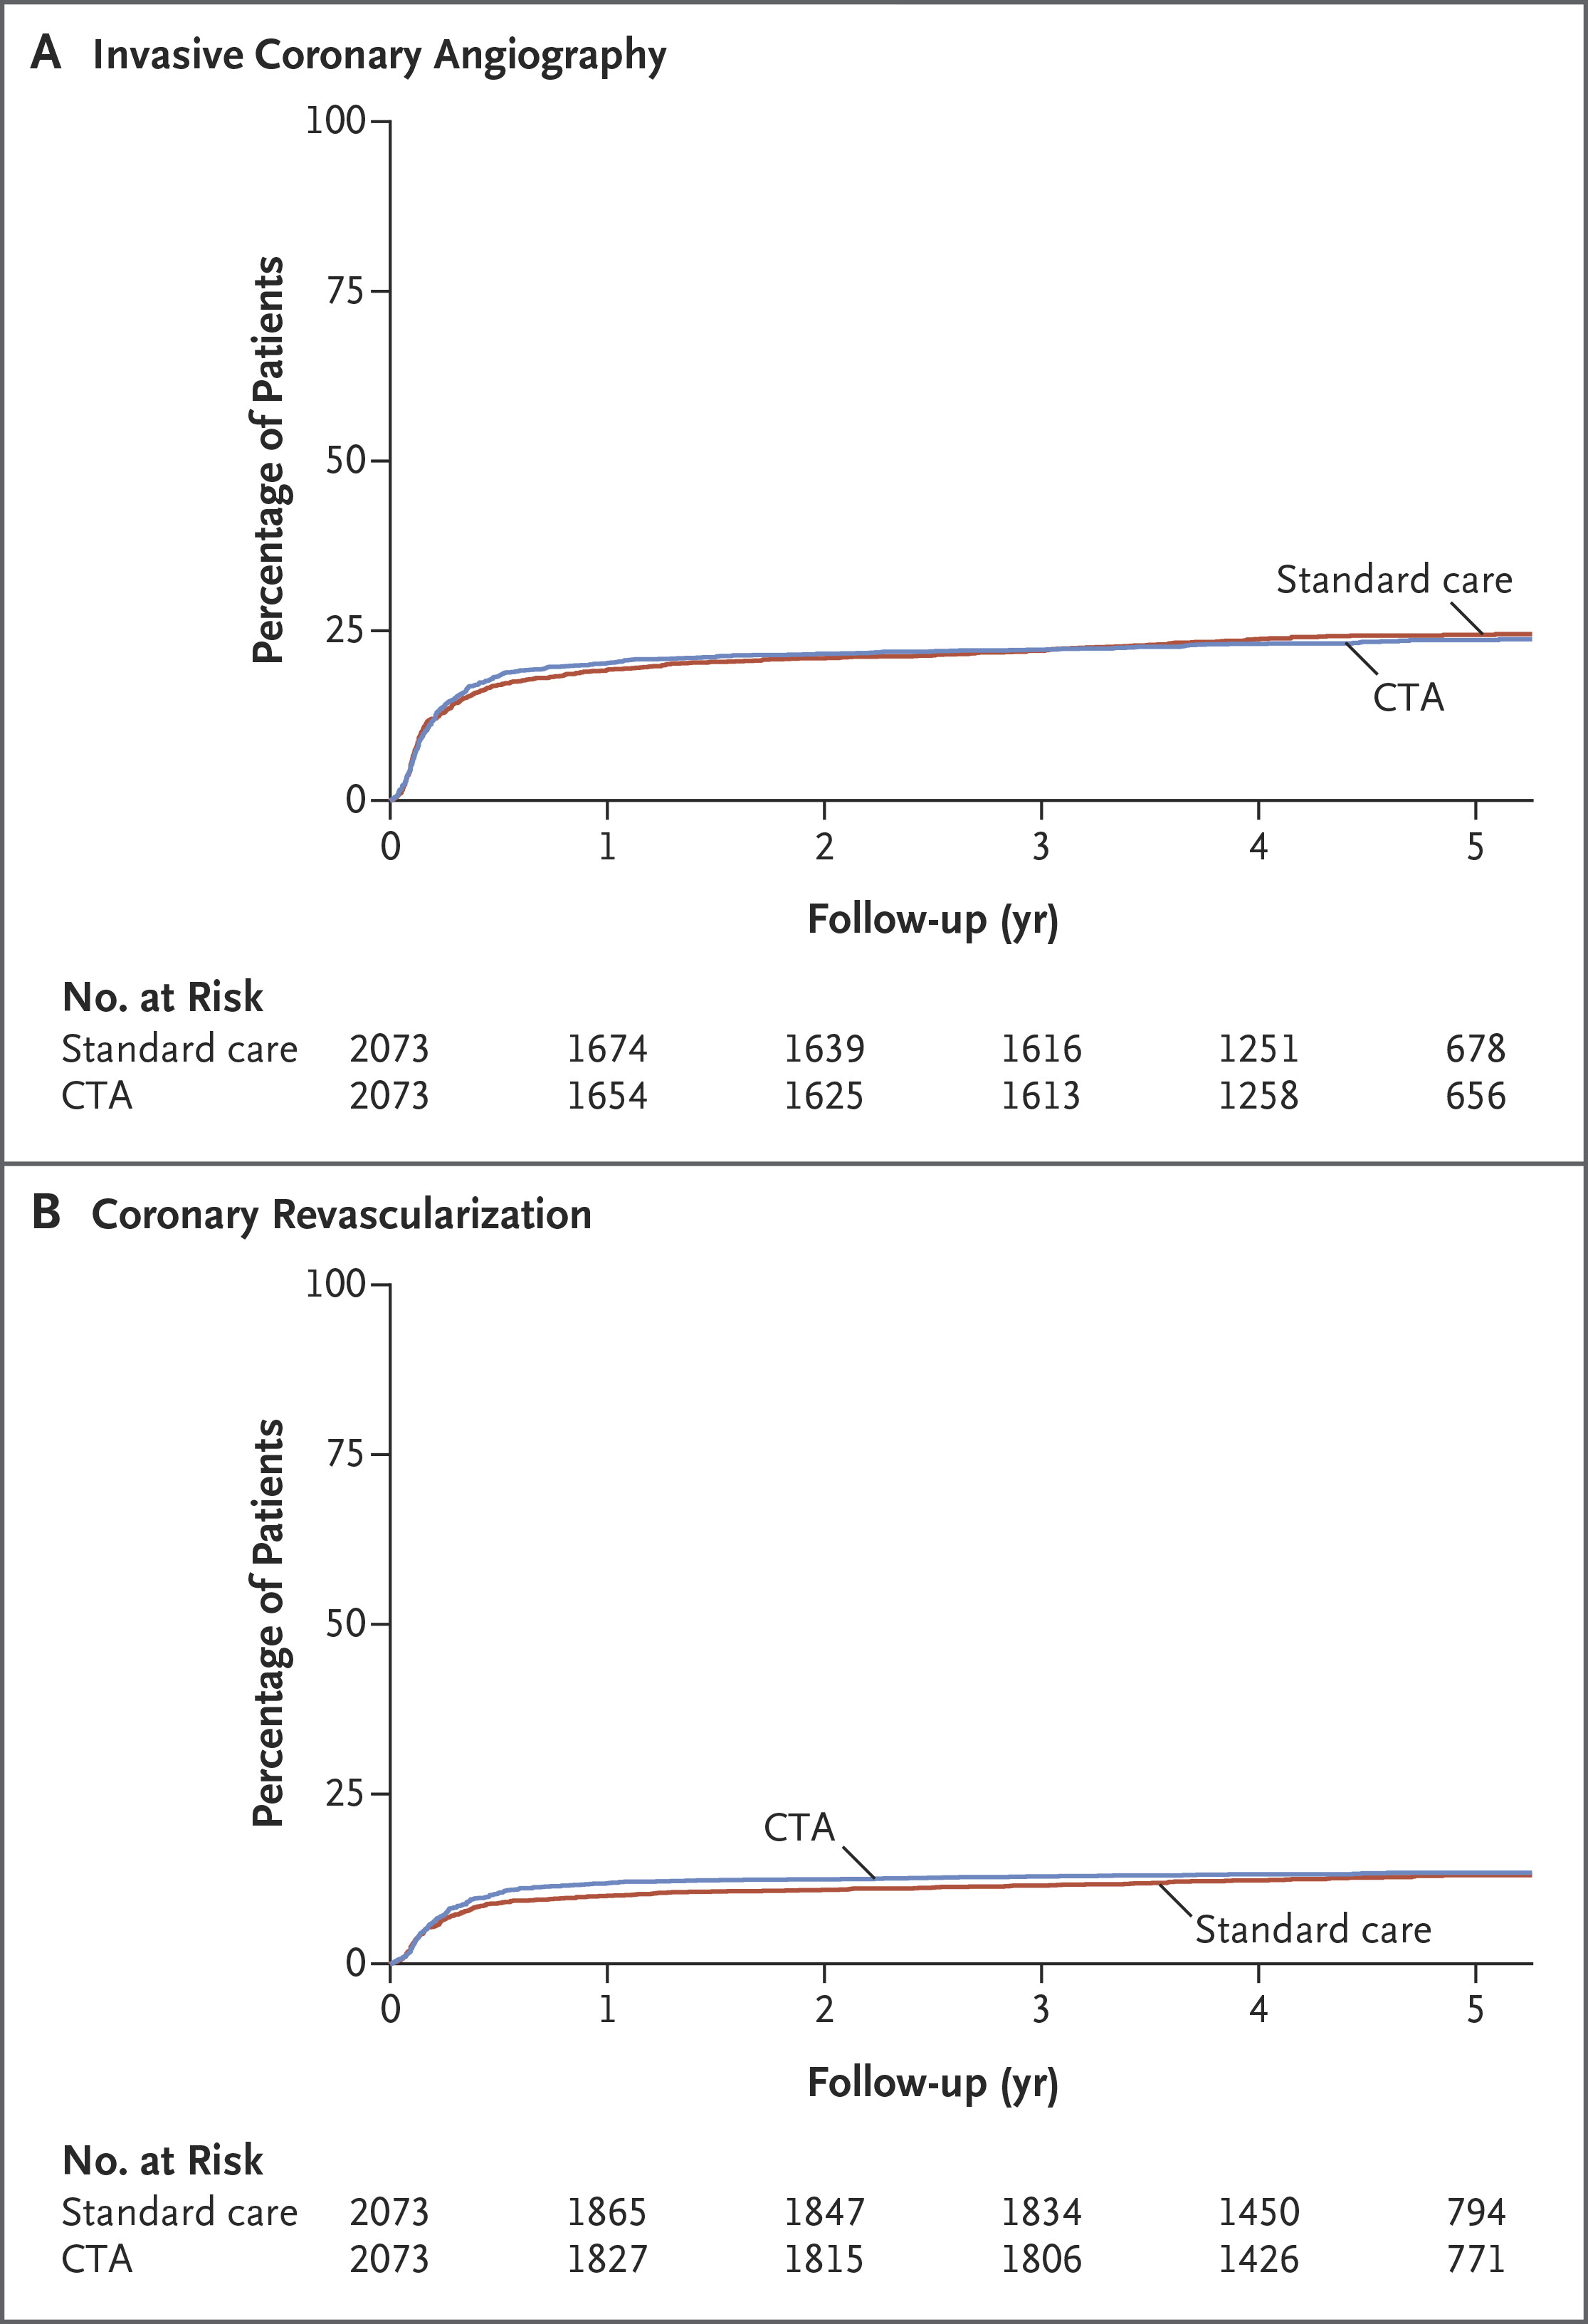 A Invasive Coronary Angiography
100
75
50
25
0
Percentage of Patients
Standard care
CTA
0 1 2 3 4 5
Follow-up (yr)
No. at Risk
Standard care 2073 1674 1639 1616 1251 678
CTA 2073 1654 1625 1613 1258 656
B Coronary Revascularization
100
75
50
25
0
Percentage of Patients
CTA
Standard care
0 1 2 3 4 5
Follow-up (yr)
No. at Risk
Standard care 2073 1865 1847 1834 1450 794
CTA 2073 1827 1815 1806 1426 771